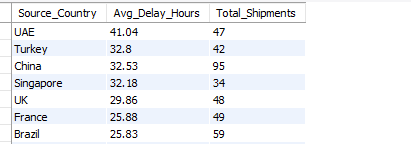 Source_Country Avg_Delay_Hours Total_Shipments
UAE 41.04 47
Turkey 32.8 42
China 32.53 95
Singapore 32.18 34
UK 29.86 48
France 25.88 49
Brazil 25.83 59